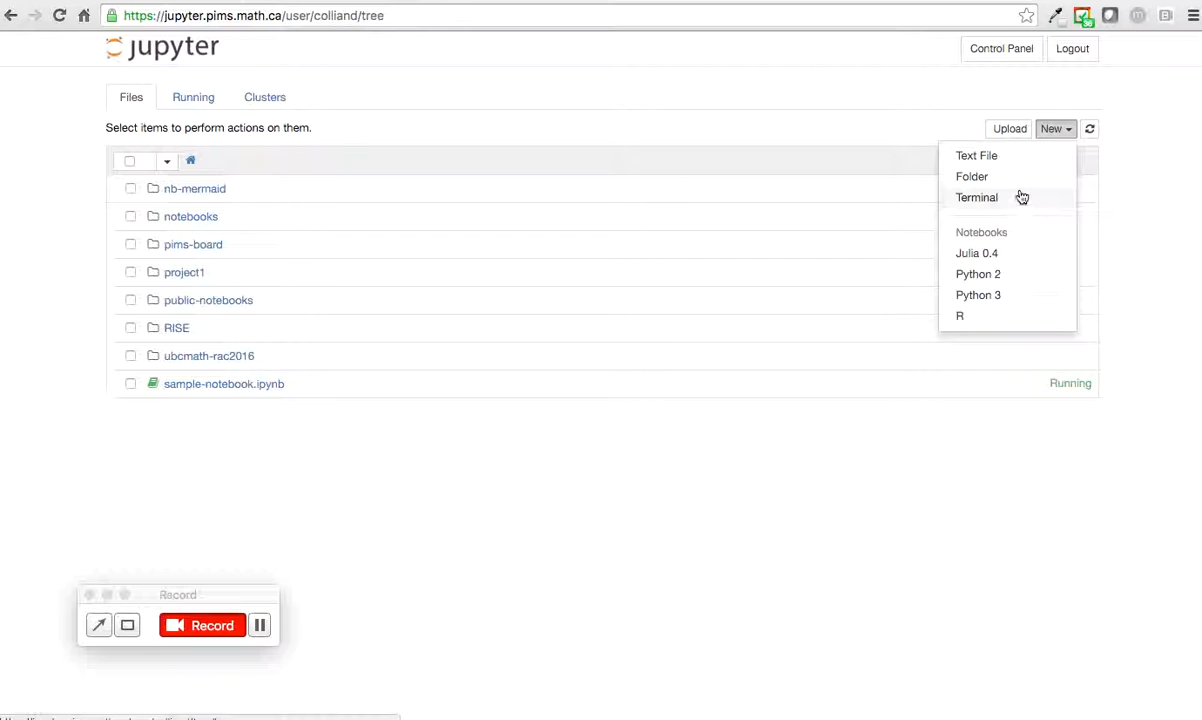 https://jupyter.pims.math.ca/user/colliand/tree
jupyter
Control Panel
Logout
Files
Running
Clusters
Select items to perform actions on them.
Upload
New
Text File
Folder
Terminal
Notebooks
Julia 0.4
Python 2
Python 3
R
nb-mermaid
notebooks
pims-board
project1
public-notebooks
RISE
ubcmath-rac2016
sample-notebook.ipynb
Running
Record
Record